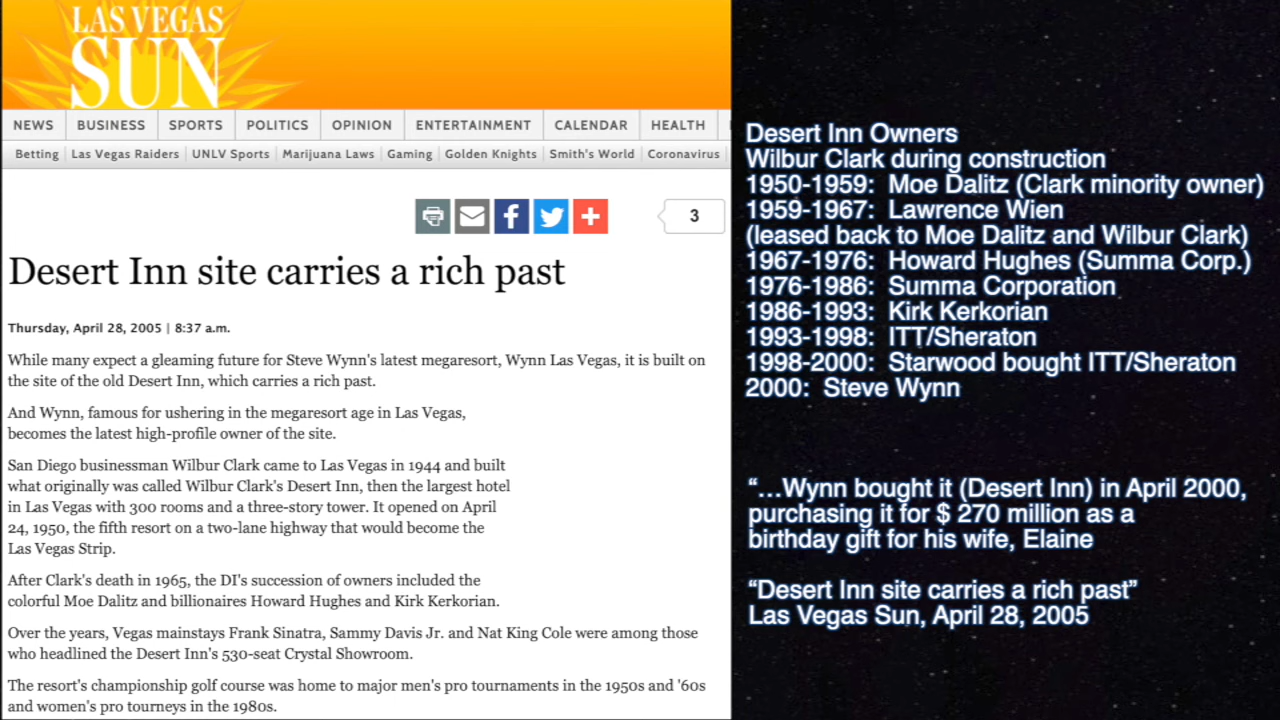 LAS VEGAS
SUN
NEWS BUSINESS SPORTS POLITICS OPINION ENTERTAINMENT CALENDAR HEALTH
Betting Las Vegas Raiders UNLV Sports Marijuana Laws Gaming Golden Knights Smith's World Coronavirus
3
Desert Inn site carries a rich past
Thursday, April 28, 2005 | 8:37 a.m.
While many expect a gleaming future for Steve Wynn's latest megaresort, Wynn Las Vegas, it is built on
the site of the old Desert Inn, which carries a rich past.
And Wynn, famous for ushering in the megaresort age in Las Vegas,
becomes the latest high-profile owner of the site.
San Diego businessman Wilbur Clark came to Las Vegas in 1944 and built
what originally was called Wilbur Clark's Desert Inn, then the largest hotel
in Las Vegas with 300 rooms and a three-story tower. It opened on April
24, 1950, the fifth resort on a two-lane highway that would become the
Las Vegas Strip.
After Clark's death in 1965, the DI's succession of owners included the
colorful Moe Dalitz and billionaires Howard Hughes and Kirk Kerkorian.
Over the years, Vegas mainstays Frank Sinatra, Sammy Davis Jr. and Nat King Cole were among those
who headlined the Desert Inn's 530-seat Crystal Showroom.
The resort's championship golf course was home to major men's pro tournaments in the 1950s and '60s
and women's pro tourneys in the 1980s.
Desert Inn Owners
Wilbur Clark during construction
1950-1959: Moe Dalitz (Clark minority owner)
1959-1967: Lawrence Wien
(leased back to Moe Dalitz and Wilbur Clark)
1967-1976: Howard Hughes (Summa Corp.)
1976-1986: Summa Corporation
1986-1993: Kirk Kerkorian
1993-1998: ITT/Sheraton
1998-2000: Starwood bought ITT/Sheraton
2000: Steve Wynn
“…Wynn bought it (Desert Inn) in April 2000,
purchasing it for $ 270 million as a
birthday gift for his wife, Elaine
“Desert Inn site carries a rich past”
Las Vegas Sun, April 28, 2005